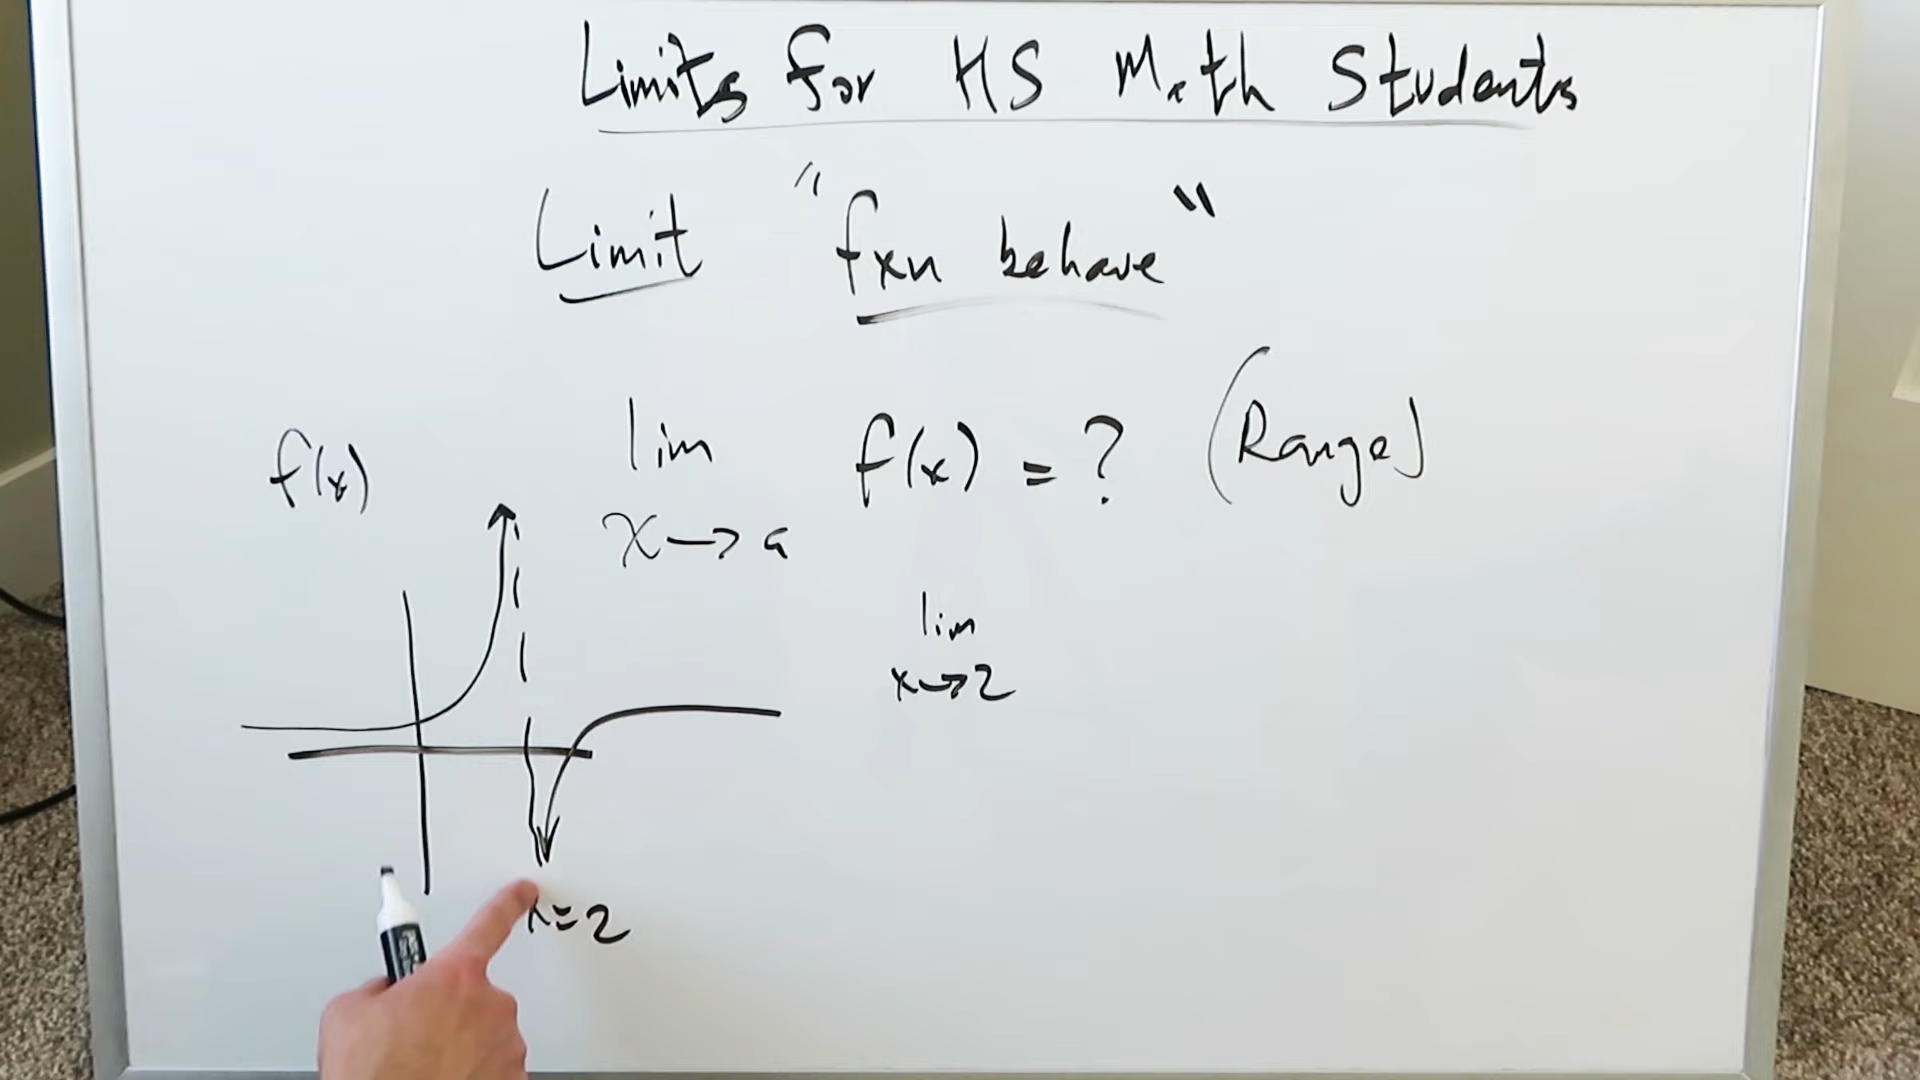 Limits for HS Math Students
Limit "fxn behave"
f(x)
lim f(x) = ? (Range)
x→a
lim
x→2
x=2